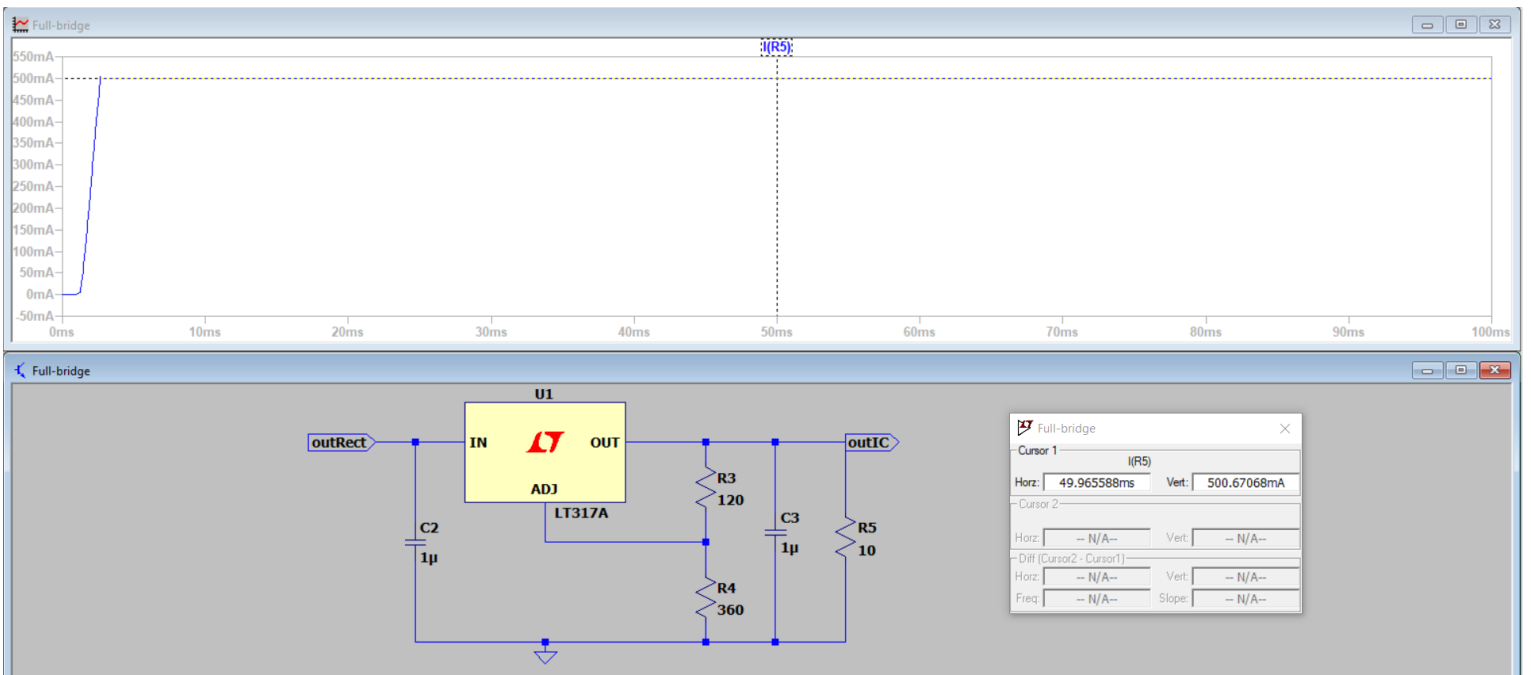 Full-bridge
I(R5)
550mA
500mA
450mA
400mA
350mA
300mA
250mA
200mA
150mA
100mA
50mA
0mA
-50mA
0ms 10ms 20ms 30ms 40ms 50ms 60ms 70ms 80ms 90ms 100ms
Full-bridge
U1
outRect
IN
OUT
ADJ
LT317A
outIC
C2
1µ
R3
120
R4
360
C3
1µ
R5
10
Full-bridge
Cursor 1
I(R5)
Horz: 49.965588ms Vert: 500.67068mA
Cursor 2
Horz: -- N/A-- Vert: -- N/A--
Diff (Cursor2 - Cursor1)
Horz: -- N/A-- Vert: -- N/A--
Freq: -- N/A-- Slope: -- N/A--